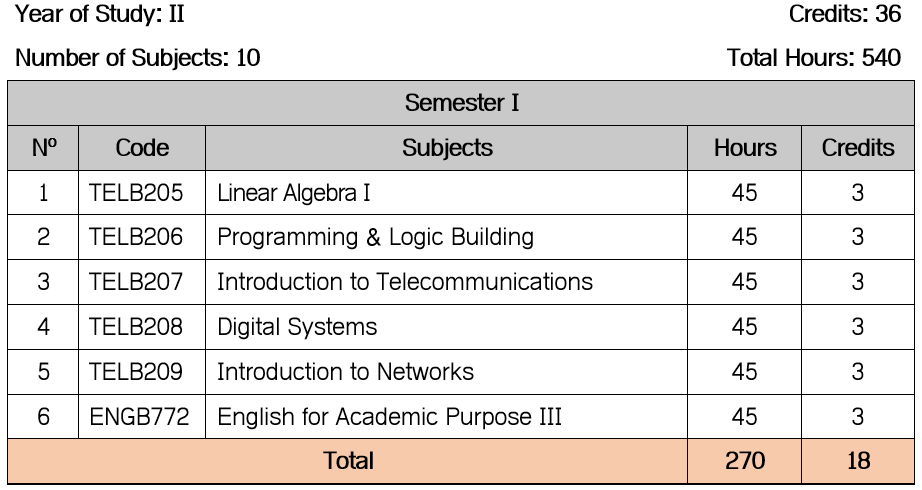 Year of Study: II Credits: 36
Number of Subjects: 10 Total Hours: 540
Semester I
Nº Code Subjects Hours Credits
1 TELB205 Linear Algebra I 45 3
2 TELB206 Programming & Logic Building 45 3
3 TELB207 Introduction to Telecommunications 45 3
4 TELB208 Digital Systems 45 3
5 TELB209 Introduction to Networks 45 3
6 ENGB772 English for Academic Purpose III 45 3
Total 270 18